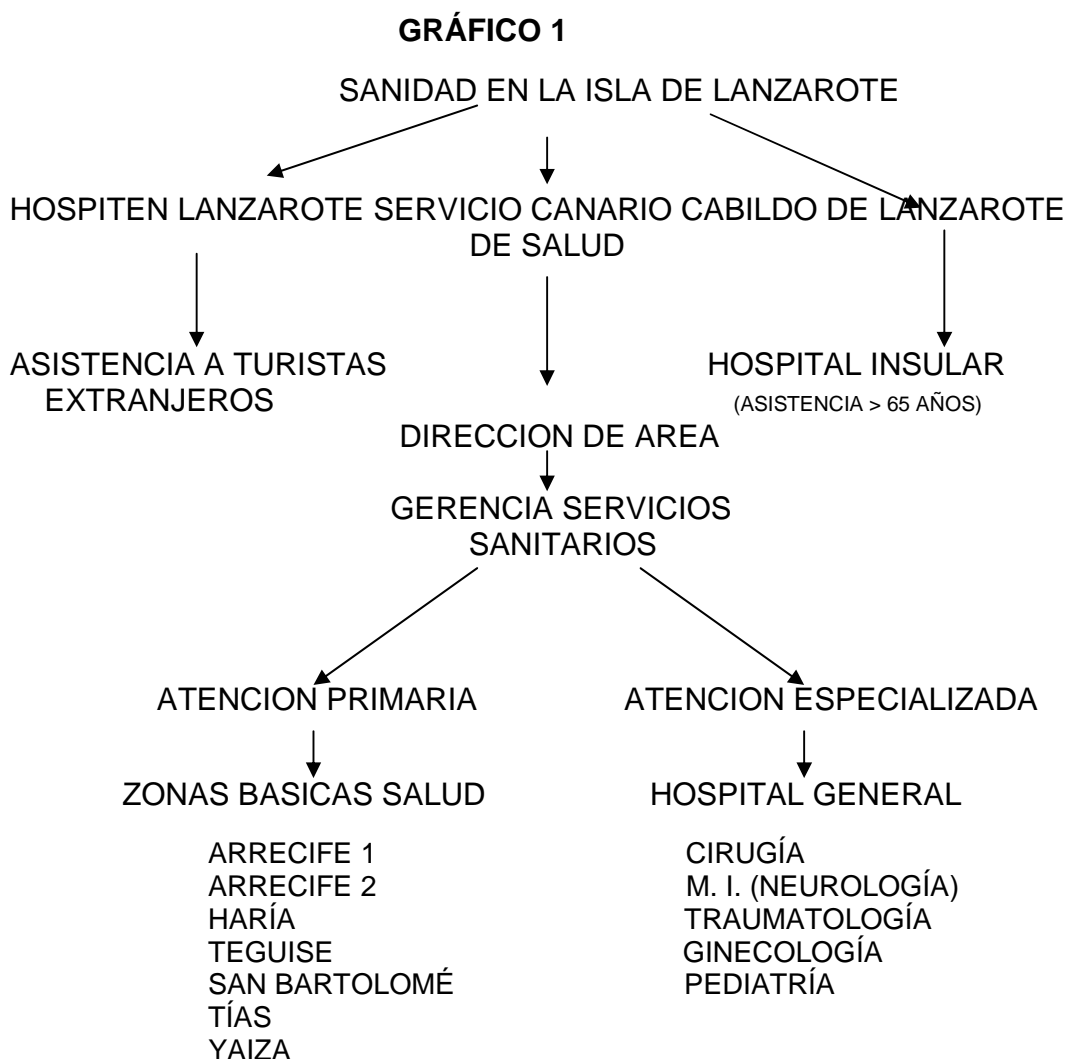 GRÁFICO 1
SANIDAD EN LA ISLA DE LANZAROTE
HOSPITEN LANZAROTE SERVICIO CANARIO CABILDO DE LANZAROTE
DE SALUD
ASISTENCIA A TURISTAS
EXTRANJEROS
HOSPITAL INSULAR
(ASISTENCIA > 65 AÑOS)
DIRECCION DE AREA
GERENCIA SERVICIOS
SANITARIOS
ATENCION PRIMARIA
ATENCION ESPECIALIZADA
ZONAS BASICAS SALUD
HOSPITAL GENERAL
ARRECIFE 1
ARRECIFE 2
HARÍA
TEGUISE
SAN BARTOLOMÉ
TÍAS
YAIZA
CIRUGÍA
M. I. (NEUROLOGÍA)
TRAUMATOLOGÍA
GINECOLOGÍA
PEDIATRÍA